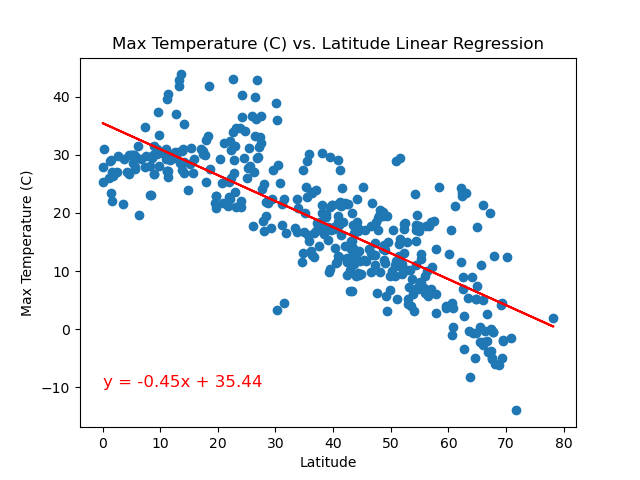 Max Temperature (C) vs. Latitude Linear Regression
Max Temperature (C)
40
30
20
10
0
−10
y = -0.45x + 35.44
0 10 20 30 40 50 60 70 80
Latitude